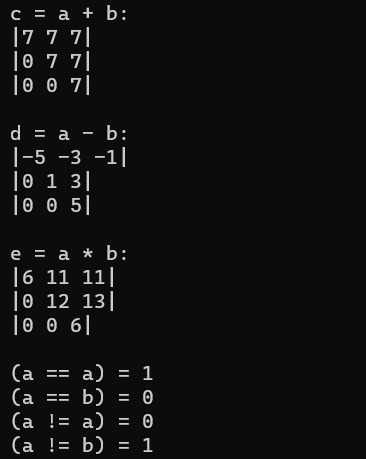 c = a + b:
|7 7 7|
|0 7 7|
|0 0 7|
d = a - b:
|-5 -3 -1|
|0 1 3|
|0 0 5|
e = a * b:
|6 11 11|
|0 12 13|
|0 0 6|
(a == a) = 1
(a == b) = 0
(a != a) = 0
(a != b) = 1